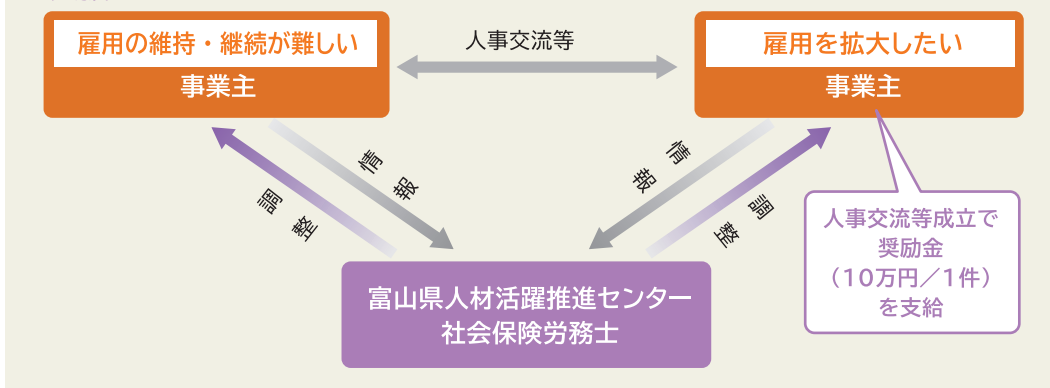 雇用の維持・継続が難しい
事業主
人事交流等
雇用を拡大したい
事業主
情報
調整
情報
調整
人事交流等成立で
奨励金
（10万円／1件）
を支給
富山県人材活躍推進センター
社会保険労務士